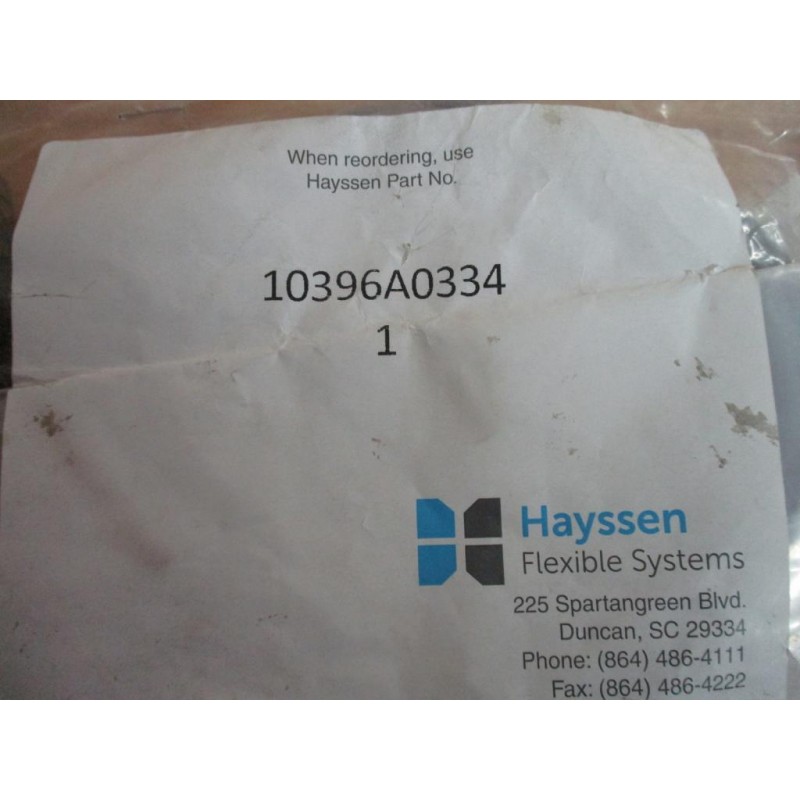 When reordering, use
Hayssen Part No.
10396A0334
1
Hayssen
Flexible Systems
225 Spartangreen Blvd.
Duncan, SC 29334
Phone: (864) 486-4111
Fax: (864) 486-4222